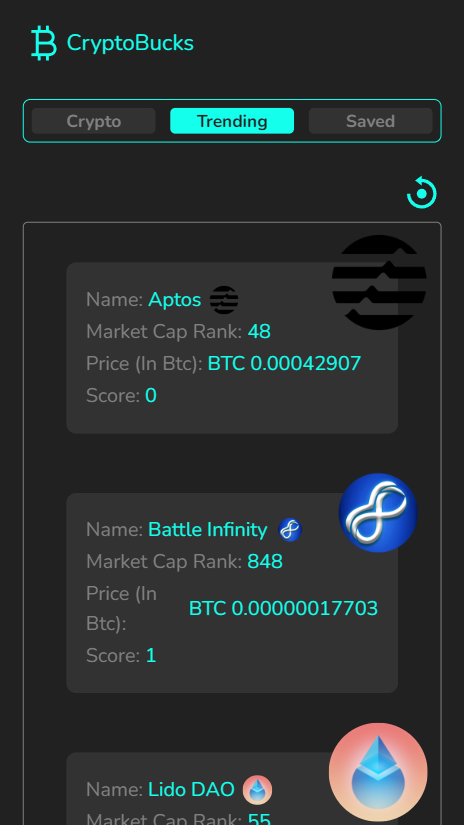 CryptoBucks
Crypto Trending Saved
Name: Aptos
Market Cap Rank: 48
Price (In Btc): BTC 0.00042907
Score: 0
Name: Battle Infinity
Market Cap Rank: 848
Price (In
Btc): BTC 0.00000017703
Score: 1
Name: Lido DAO
Market Cap Rank: 55